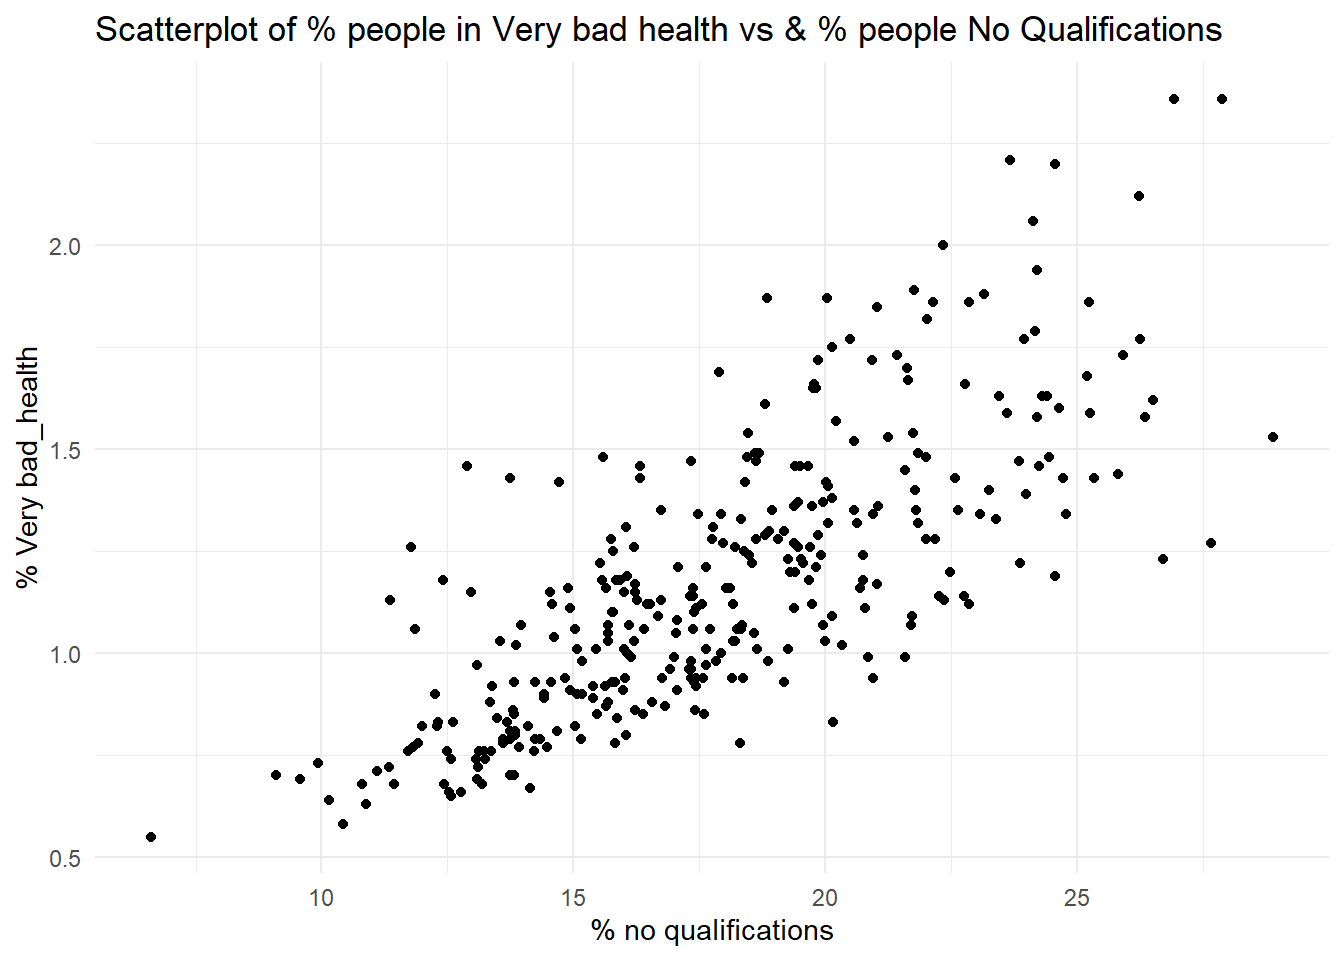 Scatterplot of % people in Very bad health vs & % people No Qualifications
% Very bad_health
2.0
1.5
1.0
0.5
10 15 20 25
% no qualifications